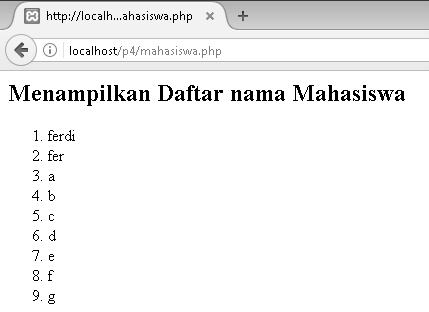 http://localh...ahasiswa.php
localhost/p4/mahasiswa.php
Menampilkan Daftar nama Mahasiswa
1. ferdi
2. fer
3. a
4. b
5. c
6. d
7. e
8. f
9. g